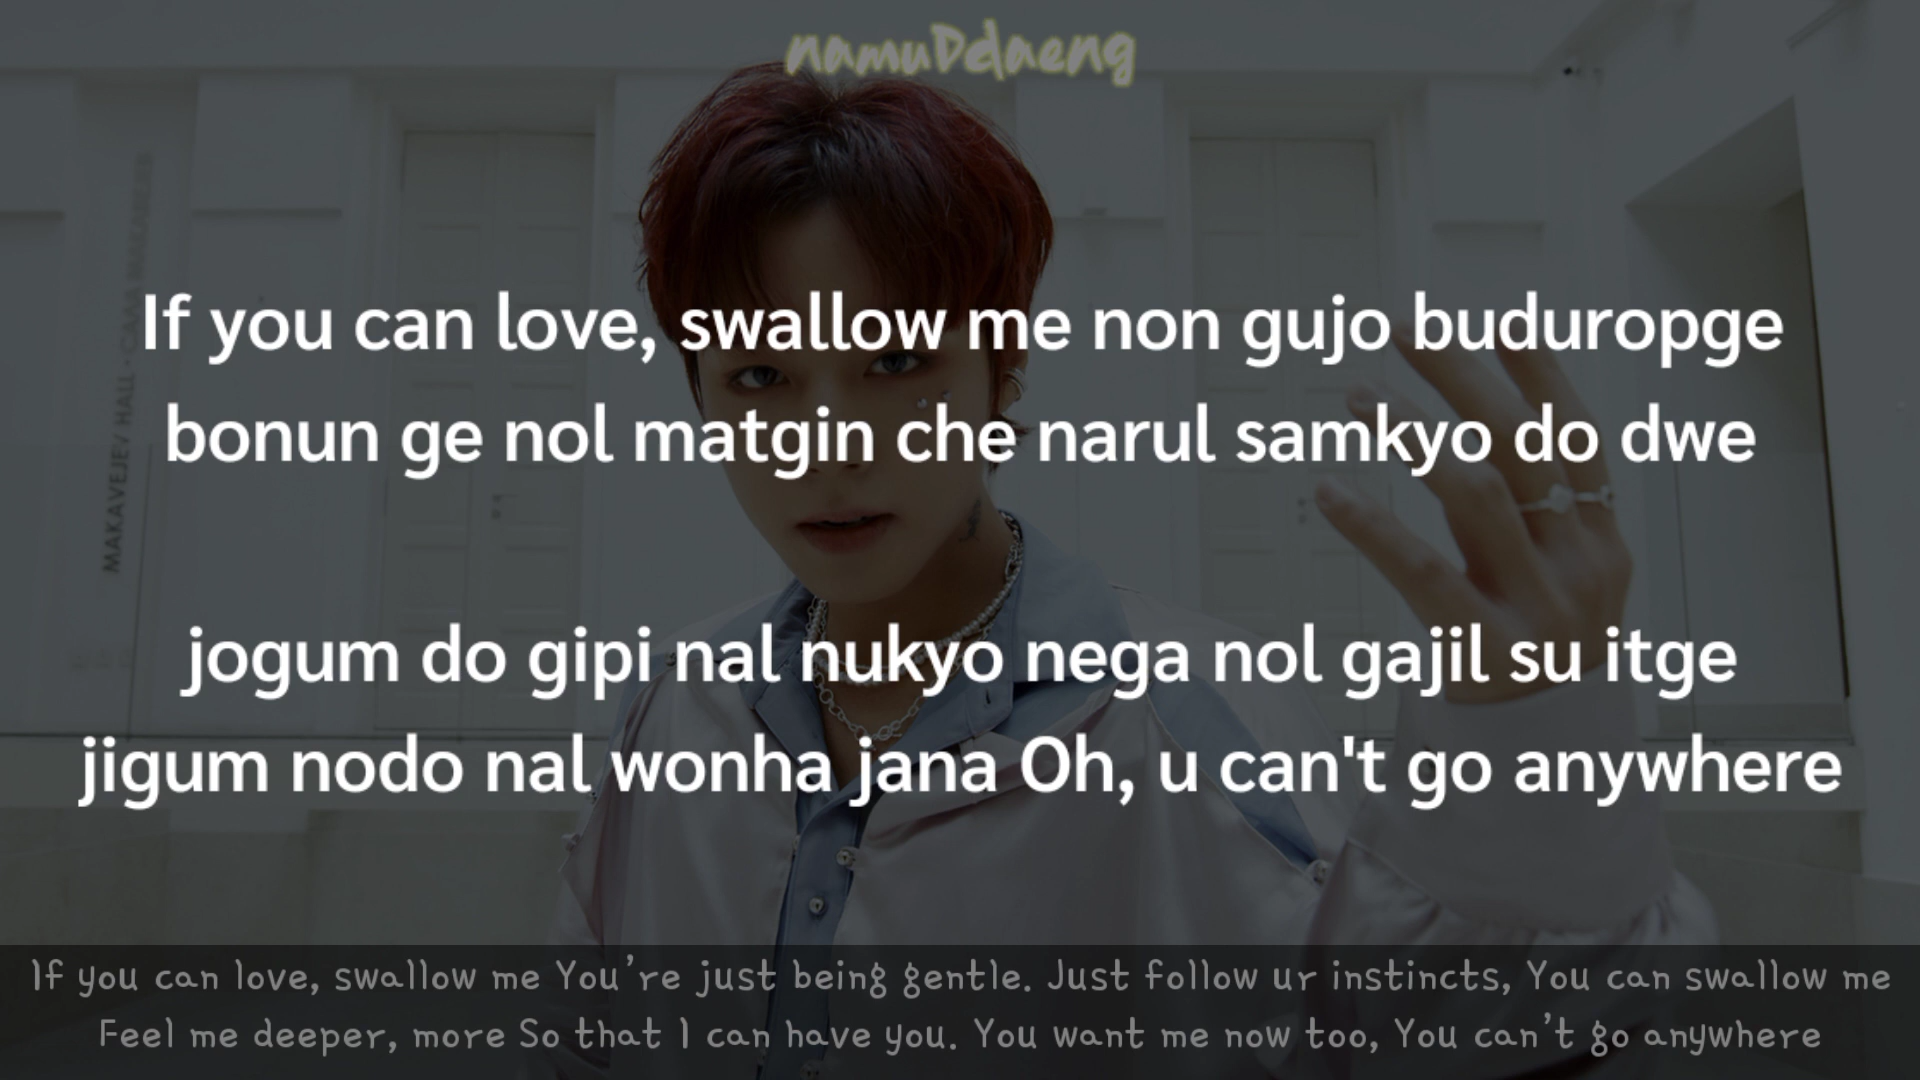 namuDdaeng
MAKAVEJEV HALL
If you can love, swallow me non gujo buduropge
bonun ge nol matgin che narul samkyo do dwe
jogum do gipi nal nukyo nega nol gajil su itge
jigum nodo nal wonha jana Oh, u can't go anywhere
If you can love, swallow me You're just being gentle. Just follow ur instincts, You can swallow me
Feel me deeper, more So that I can have you. You want me now too, You can't go anywhere